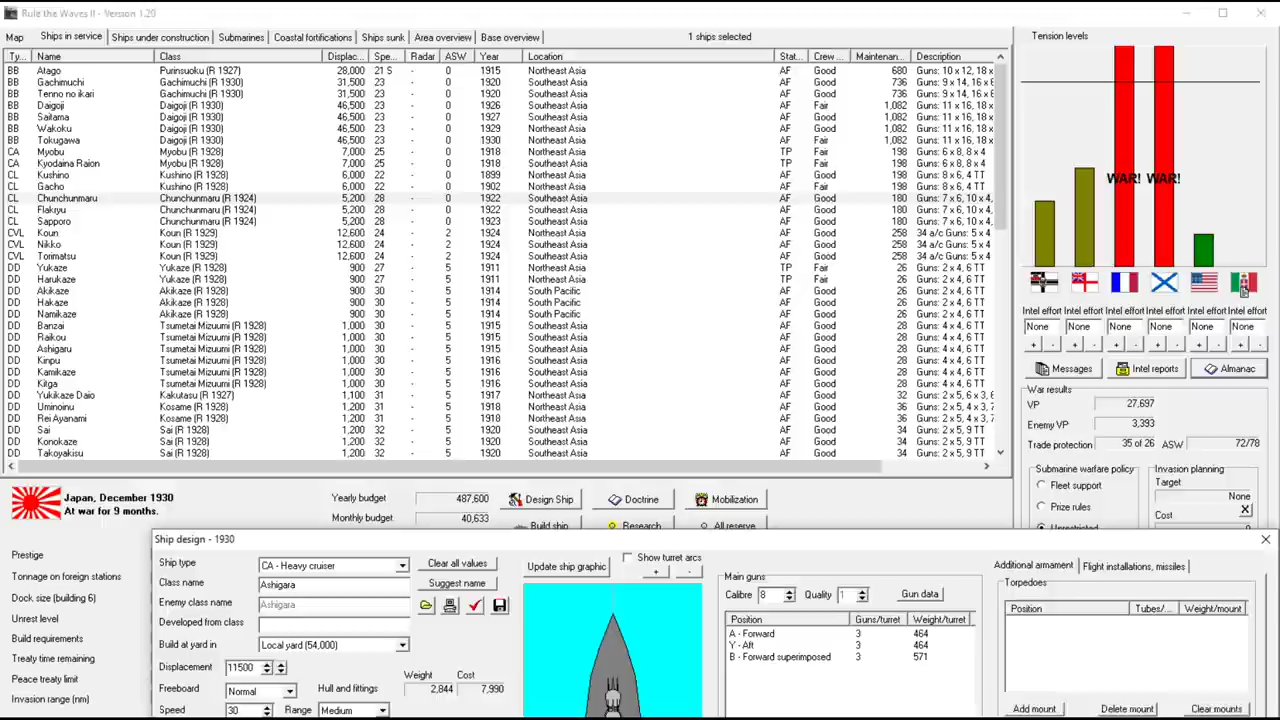 Rule the Waves II - Version 1.20
Map Ships in service Ships under construction Submarines Coastal fortifications Ships sunk Area overview Base overview 1 ships selected
Ty... Name Class Displac... Spe... Radar ASW Year Location Stat... Crew ... Maintenan... Description
BB Atago Purinsuoku (R 1927) 28,000 21 S - 0 1915 Northeast Asia AF Good 680 Guns: 10 x 12, 18 x
BB Gachimuchi Gachimuchi (R 1930) 31,500 23 - 0 1920 Northeast Asia AF Good 736 Guns: 9 x 14, 16 x 6
BB Tenno no ikari Gachimuchi (R 1930) 31,500 23 - 0 1920 Northeast Asia AF Good 736 Guns: 9 x 14, 16 x 6
BB Daigoji Daigoji (R 1930) 46,500 23 - 0 1926 Northeast Asia AF Fair 1,082 Guns: 11 x 16, 18 x
BB Saitama Daigoji (R 1930) 46,500 23 - 0 1927 Southeast Asia AF Good 1,082 Guns: 11 x 16, 18 x
BB Wakoku Daigoji (R 1930) 46,500 23 - 0 1929 Northeast Asia AF Good 1,082 Guns: 11 x 16, 18 x
BB Tokugawa Daigoji (R 1930) 46,500 23 - 0 1930 Northeast Asia AF Fair 1,082 Guns: 11 x 16, 18 x
CA Myobu Myobu (R 1928) 7,000 25 - 0 1918 Northeast Asia TP Fair 198 Guns: 6 x 8, 8 x 4
CA Kyodaina Raion Myobu (R 1928) 7,000 25 - 0 1918 Southeast Asia TP Fair 198 Guns: 6 x 8, 8 x 4
CL Kushino Kushino (R 1928) 6,000 22 - 0 1899 Northeast Asia AF Good 198 Guns: 8 x 6, 4 TT
CL Gacho Kushino (R 1928) 6,000 22 - 0 1902 Southeast Asia AF Fair 198 Guns: 8 x 6, 4 TT
CL Chunchunmaru Chunchunmaru (R 1924) 5,200 28 - 0 1922 Southeast Asia AF Good 180 Guns: 7 x 6, 10 x 4,
CL Flakryu Chunchunmaru (R 1924) 5,200 28 - 0 1922 Southeast Asia AF Good 180 Guns: 7 x 6, 10 x 4,
CL Sapporo Chunchunmaru (R 1924) 5,200 28 - 0 1923 Southeast Asia AF Good 180 Guns: 7 x 6, 10 x 4,
CVL Koun Koun (R 1929) 12,600 24 - 2 1914 Southeast Asia AF Good 258 34 a/c Guns: 5 x 4
CVL Nikko Koun (R 1929) 12,600 24 - 2 1914 Southeast Asia AF Good 258 34 a/c Guns: 5 x 4
CVL Torimatsu Koun (R 1929) 12,600 24 - 2 1914 Southeast Asia AF Good 258 34 a/c Guns: 5 x 4
DD Yukaze Yukaze (R 1928) 900 27 - 5 1911 Northeast Asia TP Fair 26 Guns: 2 x 4, 6 TT
DD Harukaze Yukaze (R 1928) 900 27 - 5 1911 Northeast Asia TP Fair 26 Guns: 2 x 4, 6 TT
DD Akikaze Akikaze (R 1928) 900 30 - 5 1914 South Pacific AF Good 26 Guns: 2 x 4, 6 TT
DD Hakaze Akikaze (R 1928) 900 30 - 5 1914 South Pacific AF Good 26 Guns: 2 x 4, 6 TT
DD Namikaze Akikaze (R 1928) 900 30 - 5 1914 South Pacific AF Good 26 Guns: 2 x 4, 6 TT
DD Banzai Tsumetai Mizuumi (R 1928) 1,000 30 - 5 1915 Southeast Asia AF Good 28 Guns: 4 x 4, 6 TT
DD Raikou Tsumetai Mizuumi (R 1928) 1,000 30 - 5 1915 Southeast Asia AF Good 28 Guns: 4 x 4, 6 TT
DD Ashigaru Tsumetai Mizuumi (R 1928) 1,000 30 - 5 1915 Southeast Asia AF Good 28 Guns: 4 x 4, 6 TT
DD Kinpu Tsumetai Mizuumi (R 1928) 1,000 30 - 5 1916 Southeast Asia AF Good 28 Guns: 4 x 4, 6 TT
DD Kamikaze Tsumetai Mizuumi (R 1928) 1,000 30 - 5 1916 Southeast Asia AF Good 28 Guns: 4 x 4, 6 TT
DD Kitga Tsumetai Mizuumi (R 1928) 1,000 30 - 5 1916 Southeast Asia AF Good 28 Guns: 4 x 4, 6 TT
DD Yukikaze Daio Kakutasu (R 1927) 1,100 31 - 5 1917 Northeast Asia AF Good 32 Guns: 2 x 5, 6 x 3, 6
DD Uminoinu Kosame (R 1928) 1,200 31 - 5 1918 Northeast Asia AF Good 36 Guns: 2 x 5, 4 x 3, 7
DD Rei Ayanami Kosame (R 1928) 1,200 31 - 5 1918 Northeast Asia AF Good 36 Guns: 2 x 5, 4 x 3, 7
DD Sai Sai (R 1928) 1,200 32 - 5 1920 Southeast Asia AF Good 34 Guns: 2 x 5, 9 TT
DD Konokaze Sai (R 1928) 1,200 32 - 5 1920 Southeast Asia AF Good 34 Guns: 2 x 5, 9 TT
DD Takoyakisu Sai (R 1928) 1,200 32 - 5 1920 Southeast Asia AF Good 34 Guns: 2 x 5, 9 TT
Tension levels
WAR! WAR!
Intel effort Intel effort Intel effort Intel effort Intel effort Intel effort
None None None None None None
+ - + - + - + - + - + -
Messages Intel reports Almanac
War results
VP 27,697
Enemy VP 3,393
Trade protection 35 of 26 ASW 72/78
Submarine warfare policy Invasion planning
Fleet support Target
None
Prize rules Cost X
Unrestricted 0
Japan, December 1930
At war for 9 months.
Yearly budget 487,600 Design Ship Doctrine Mobilization
Monthly budget 40,633 Build ship Research All reserve
Prestige
Tonnage on foreign stations
Dock size (building 6)
Unrest level
Build requirements
Treaty time remaining
Peace treaty limit
Invasion range (nm)
Ship design - 1930
Ship type CA - Heavy cruiser Clear all values
Class name Ashigara Suggest name
Enemy class name Ashigara
Developed from class
Build at yard in Local yard (54,000)
Displacement 11500 Weight Cost
Freeboard Normal Hull and fittings 2,844 7,990
Speed 30 Range Medium
Update ship graphic Show turret arcs
+ -
Main guns
Calibre 8 Quality 1 Gun data
Position Guns/turret Weight/turret
A - Forward 3 464
Y - Aft 3 464
B - Forward superimposed 3 571
Additional armament Flight installations, missiles
Torpedoes
Position Tubes/... Weight/mount
Add mount Delete mount Clear mounts